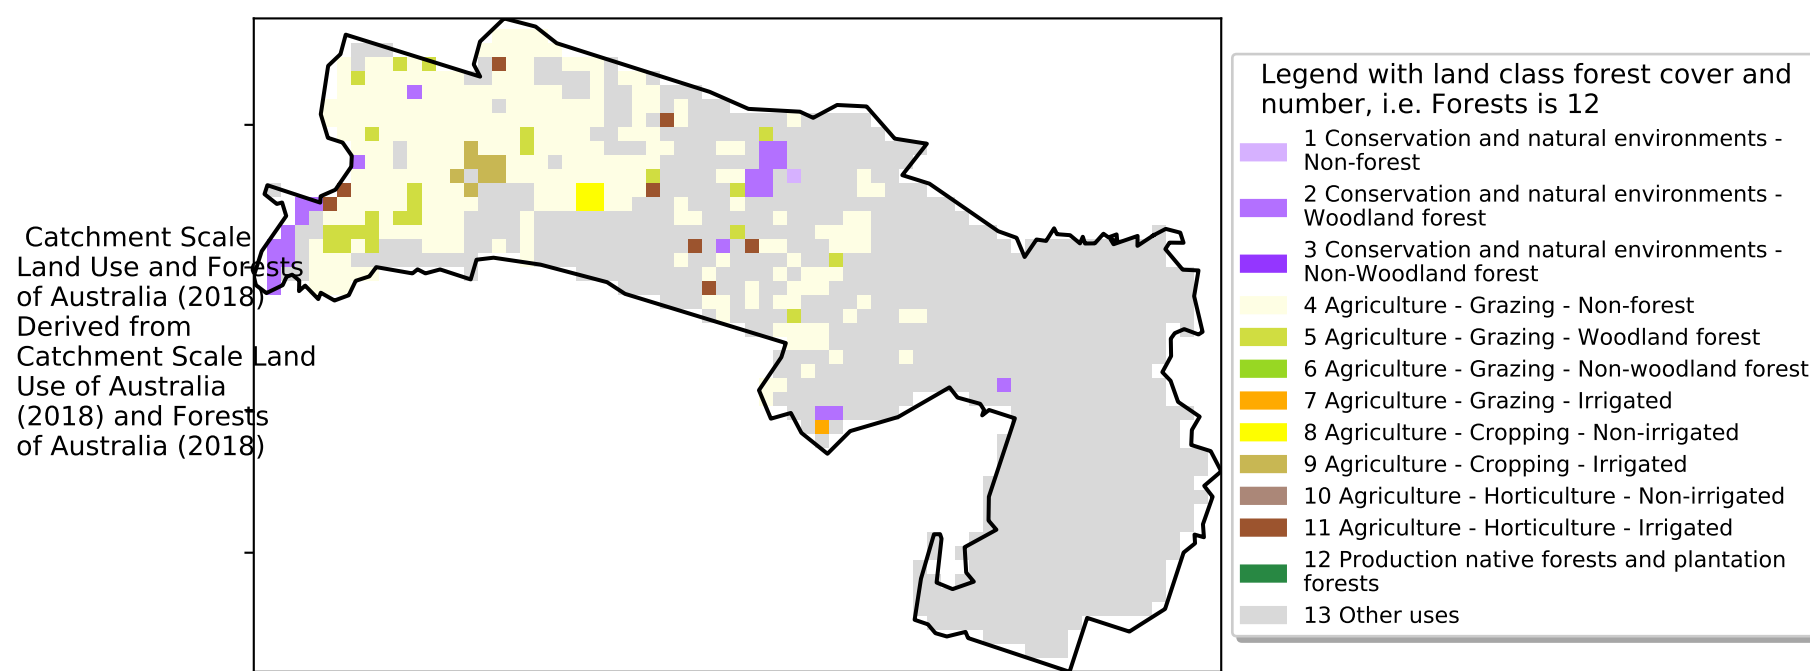 Catchment Scale
Land Use and Forests
of Australia (2018)
Derived from
Catchment Scale Land
Use of Australia
(2018) and Forests
of Australia (2018)
Legend with land class forest cover and
number, i.e. Forests is 12
1 Conservation and natural environments -
Non-forest
2 Conservation and natural environments -
Woodland forest
3 Conservation and natural environments -
Non-Woodland forest
4 Agriculture - Grazing - Non-forest
5 Agriculture - Grazing - Woodland forest
6 Agriculture - Grazing - Non-woodland forest
7 Agriculture - Grazing - Irrigated
8 Agriculture - Cropping - Non-irrigated
9 Agriculture - Cropping - Irrigated
10 Agriculture - Horticulture - Non-irrigated
11 Agriculture - Horticulture - Irrigated
12 Production native forests and plantation
forests
13 Other uses